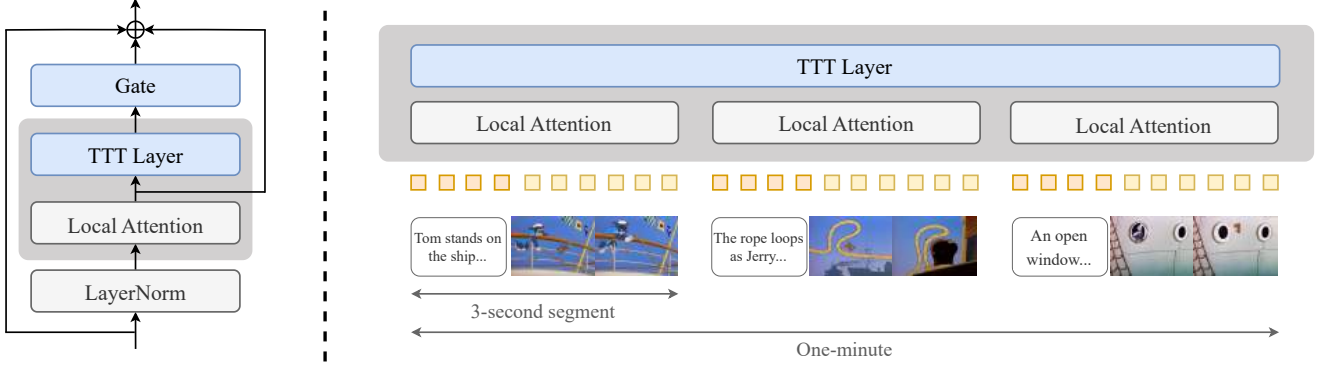 Gate
TTT Layer
Local Attention
LayerNorm
TTT Layer
Local Attention
Local Attention
Local Attention
Tom stands on
the ship...
The rope loops
as Jerry...
An open
window...
3-second segment
One-minute